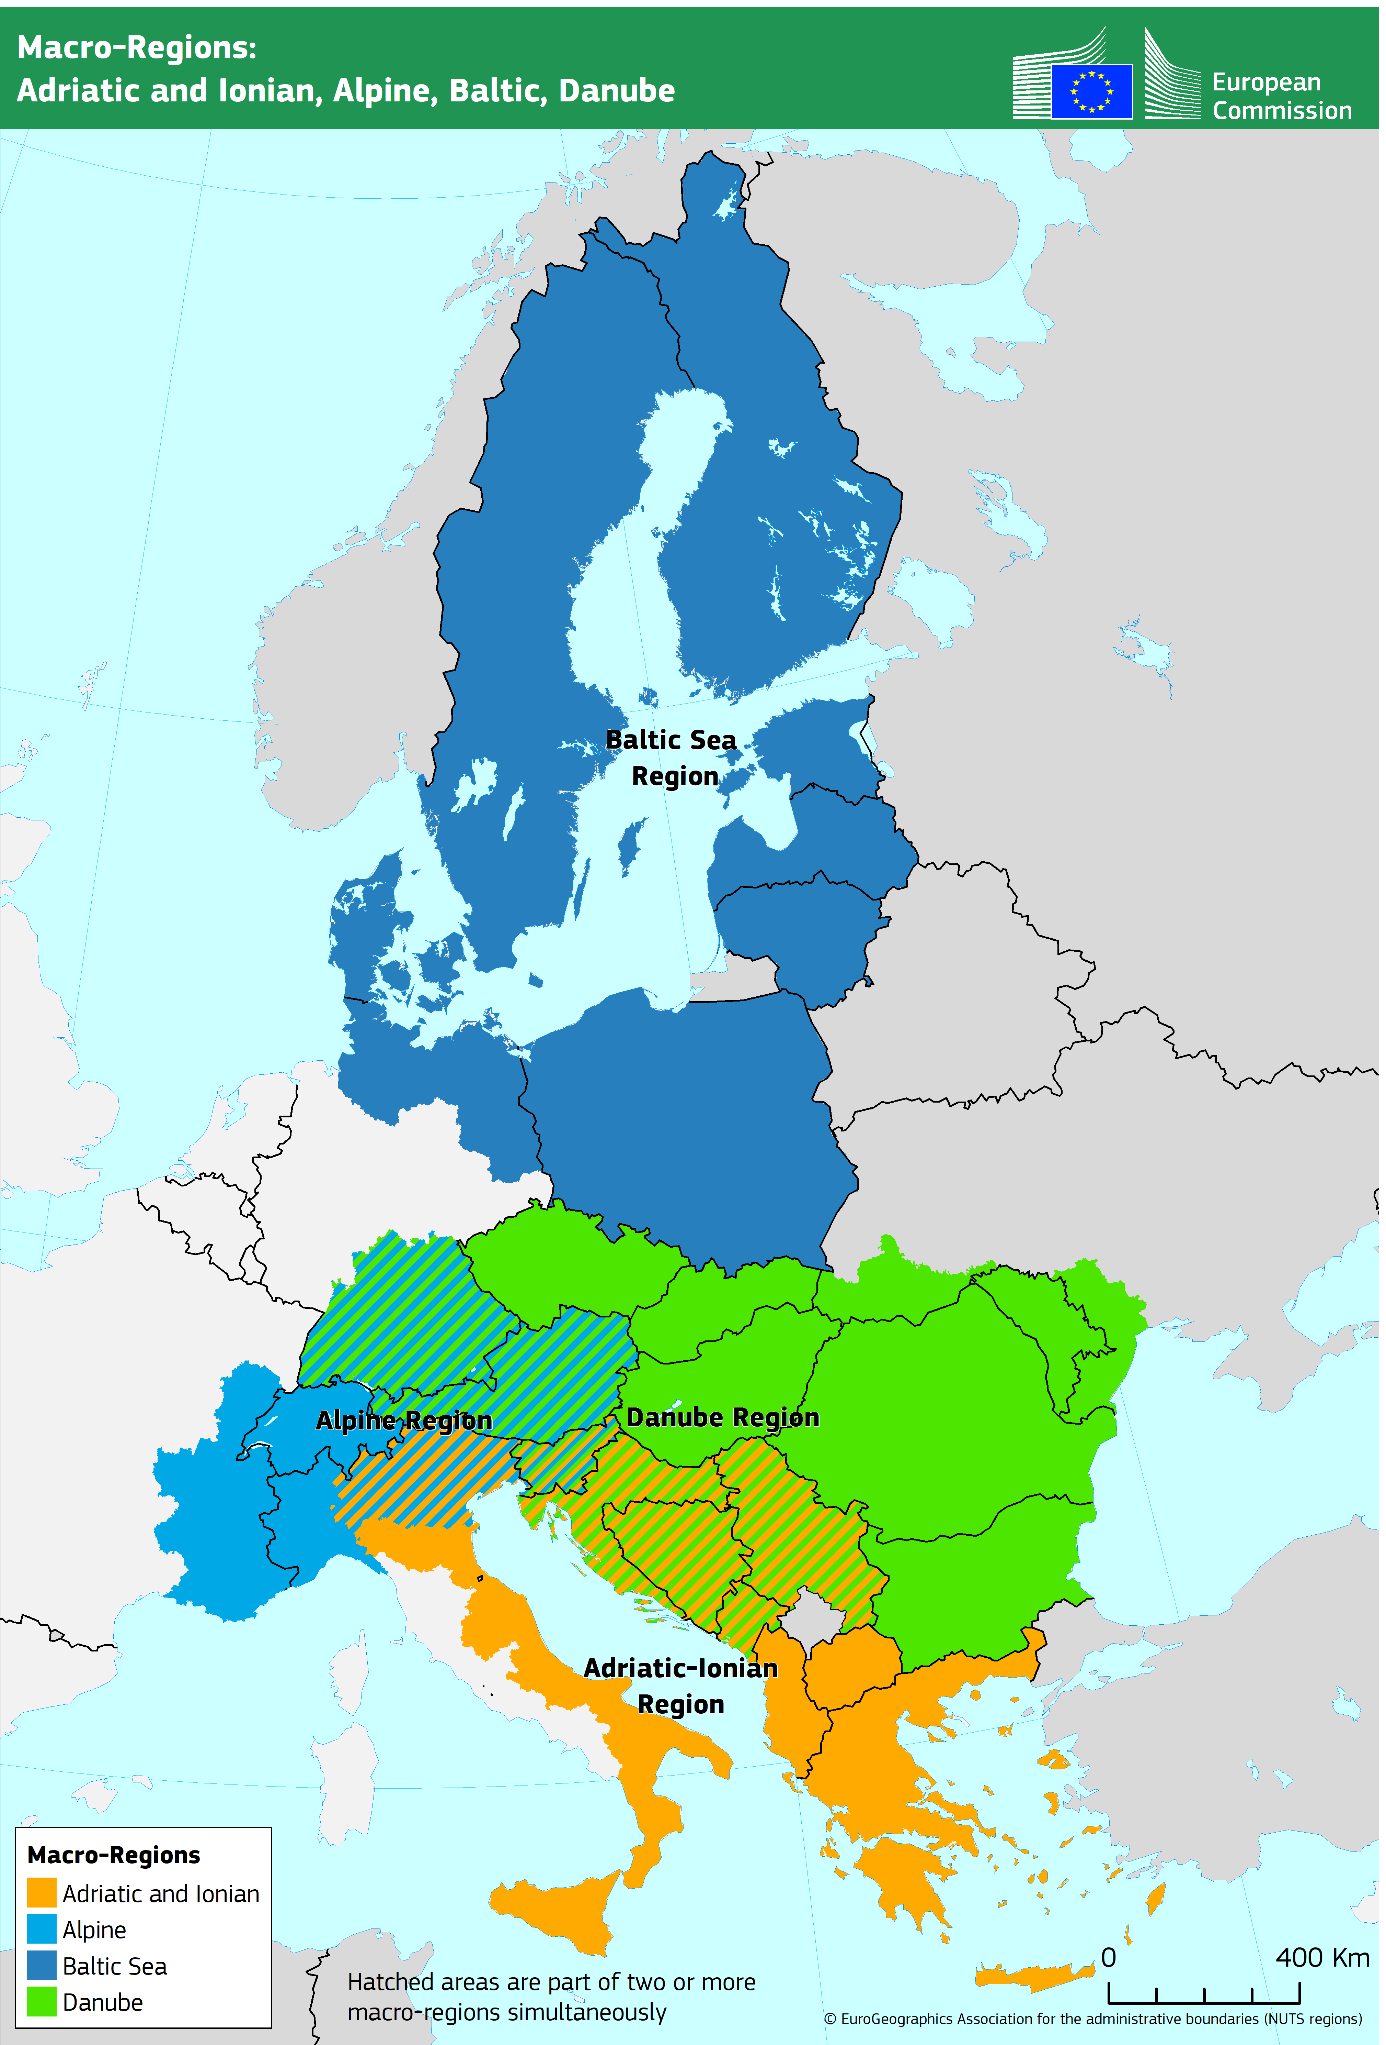 Macro-Regions:
Adriatic and Ionian, Alpine, Baltic, Danube
European
Commission
Baltic Sea
Region
Alpine Region
Danube Region
Adriatic-Ionian
Region
Macro-Regions
Adriatic and Ionian
Alpine
Baltic Sea
Danube
Hatched areas are part of two or more
macro-regions simultaneously
0 400 Km
© EuroGeographics Association for the administrative boundaries (NUTS regions)